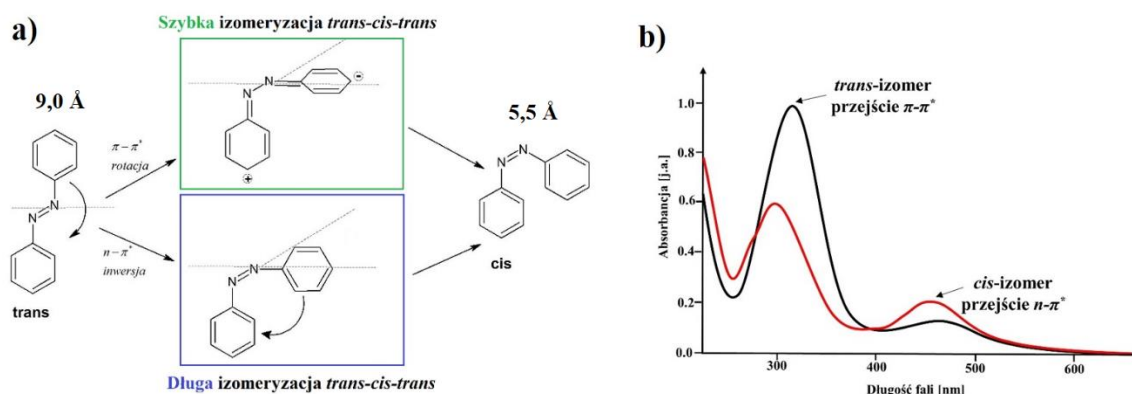 a)
Szybka izomeryzacja trans-cis-trans
9,0 Å
N
N
trans
π – π*
rotacja
n – π*
inwersja
N
N
⊖
⊕
N
N
Długa izomeryzacja trans-cis-trans
5,5 Å
N
N
cis
b)
Absorbancja [j.a.]
1.0
0.8
0.6
0.4
0.2
0.0
trans-izomer
przejście π-π*
cis-izomer
przejście n-π*
300
400
500
600
Długość fali [nm]